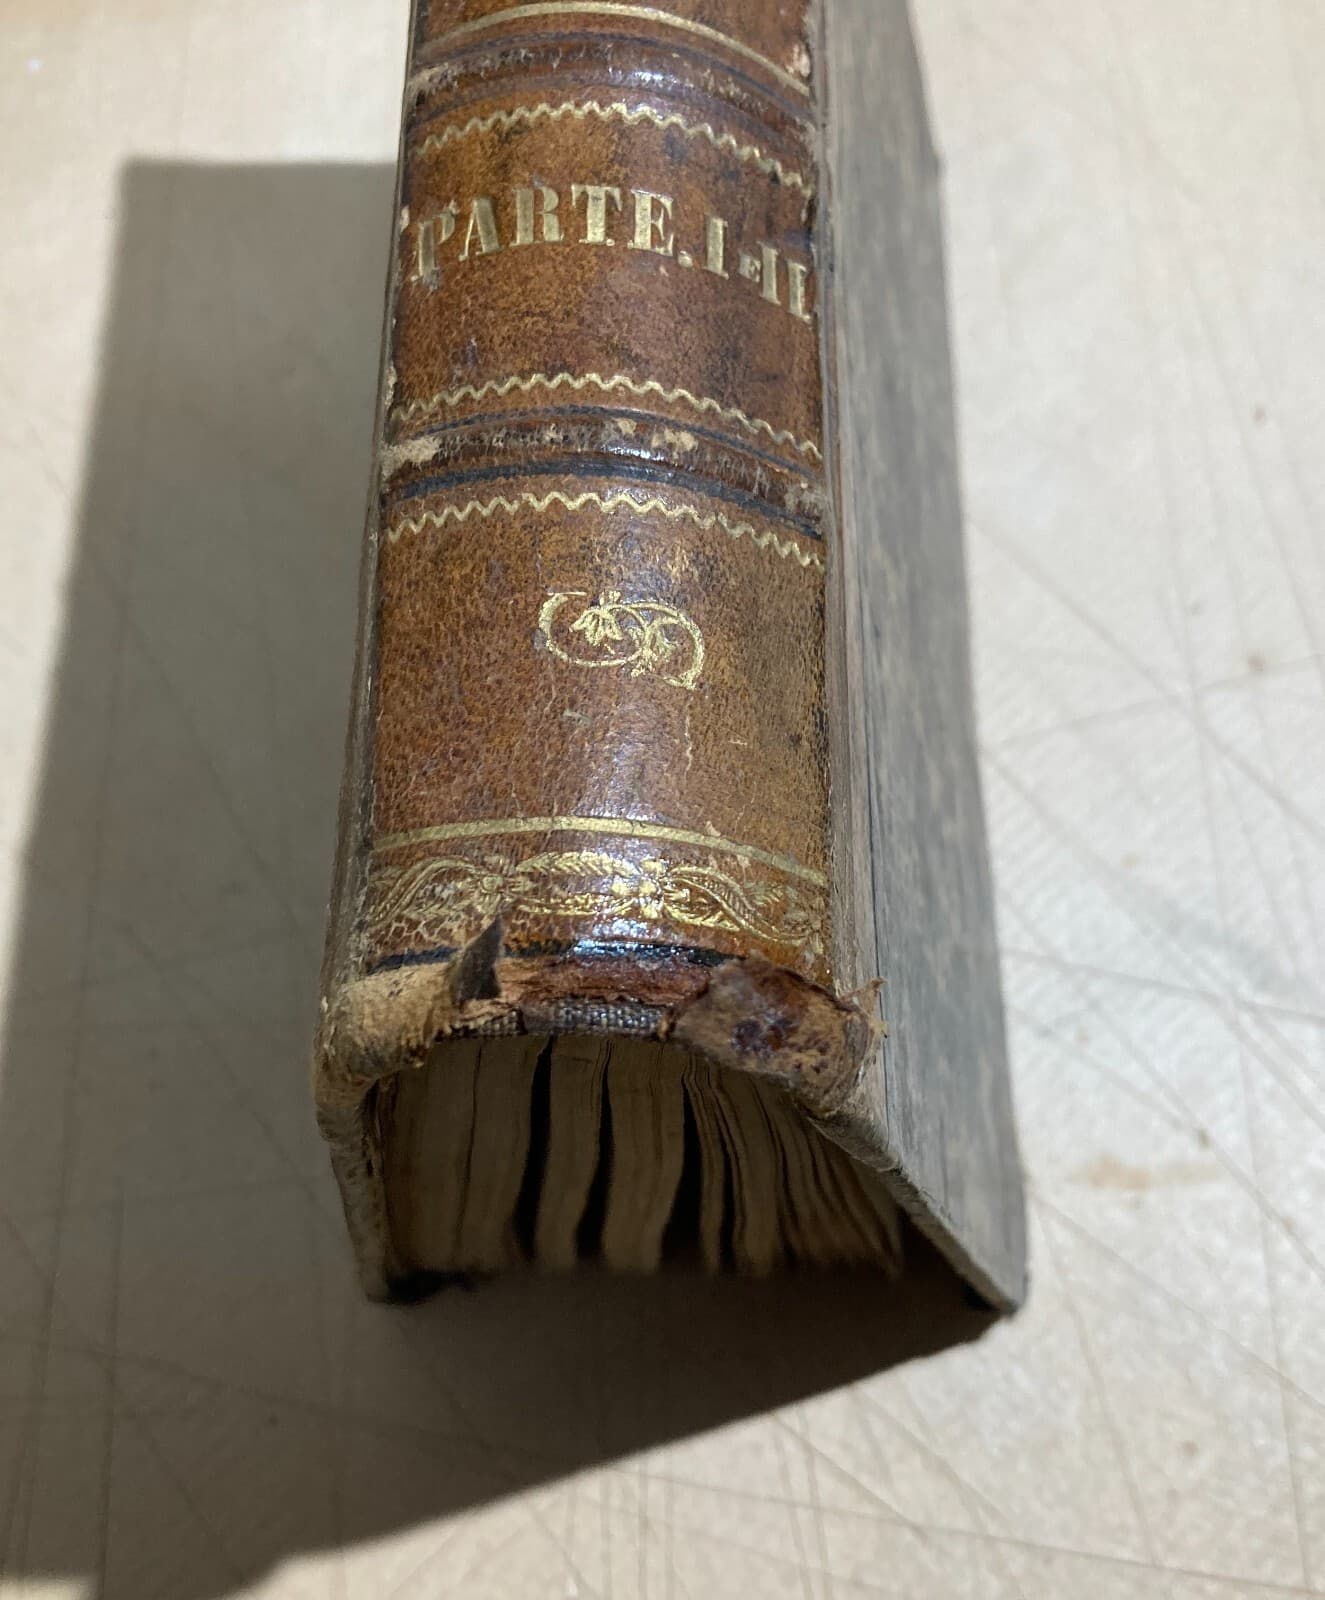 PARTE. I E II.